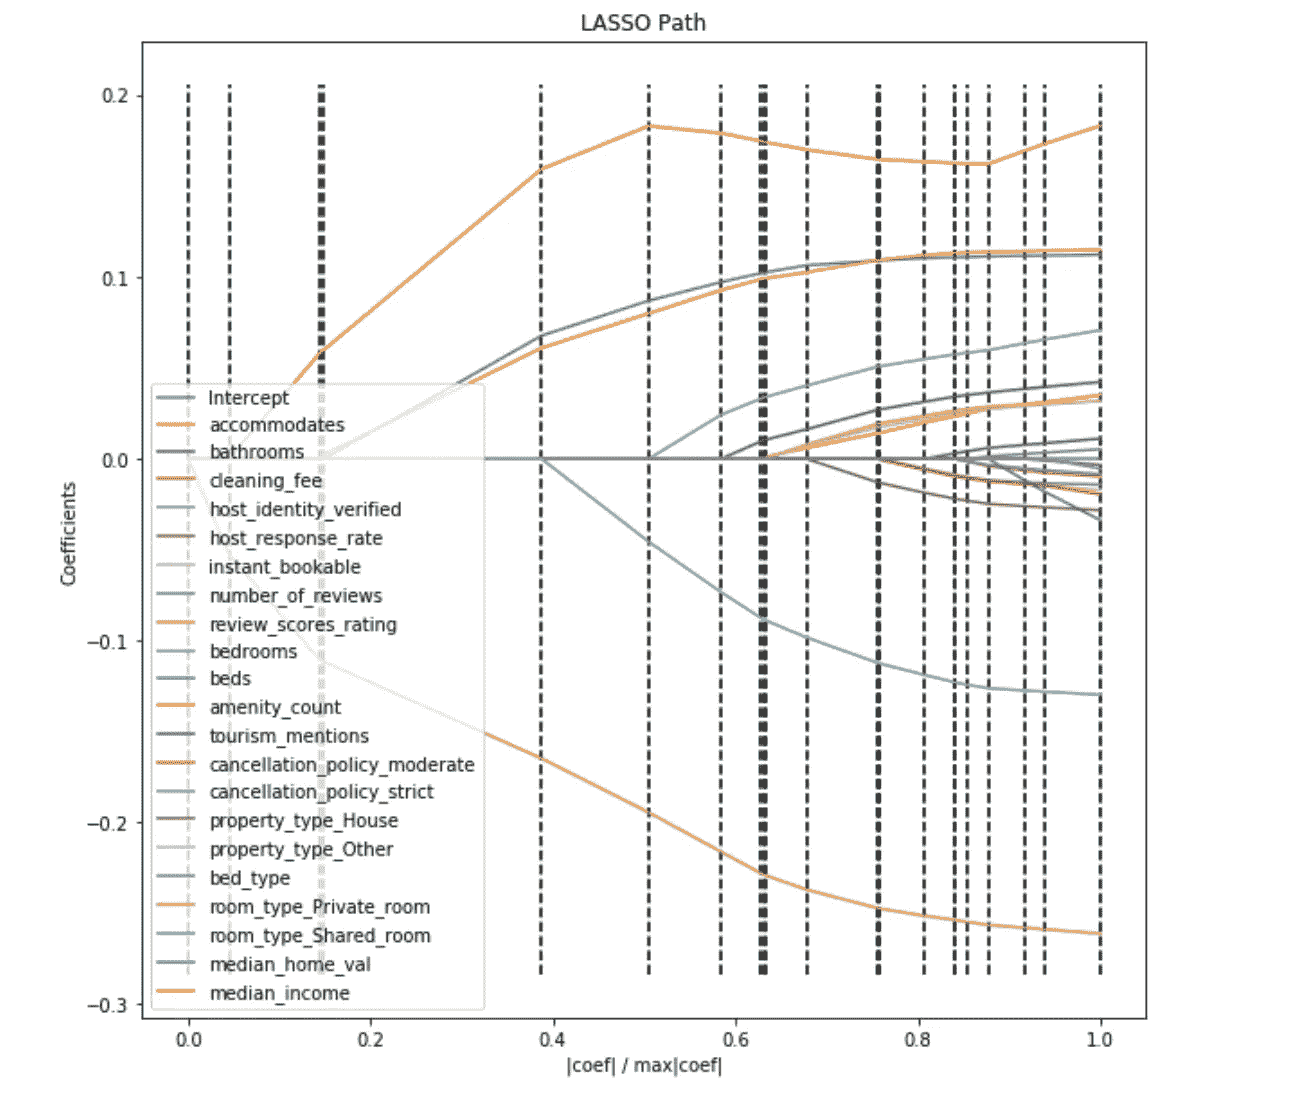 LASSO Path
0.2
0.1
0.0
−0.1
−0.2
−0.3
Coefficients
Intercept
accommodates
bathrooms
cleaning_fee
host_identity_verified
host_response_rate
instant_bookable
number_of_reviews
review_scores_rating
bedrooms
beds
amenity_count
tourism_mentions
cancellation_policy_moderate
cancellation_policy_strict
property_type_House
property_type_Other
bed_type
room_type_Private_room
room_type_Shared_room
median_home_val
median_income
0.0 0.2 0.4 0.6 0.8 1.0
|coef| / max|coef|